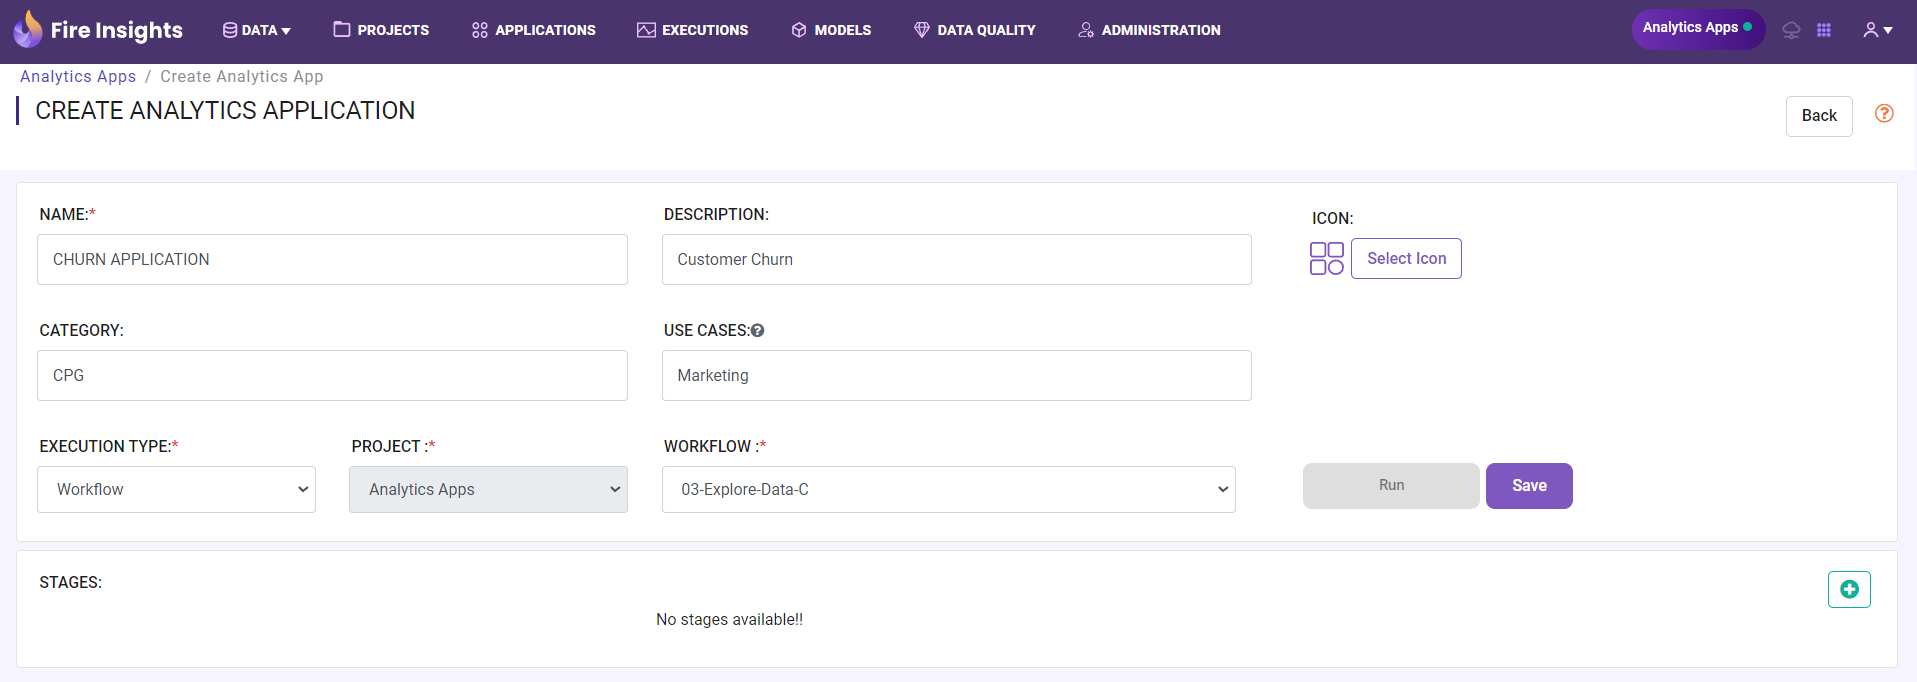 Fire Insights DATA PROJECTS APPLICATIONS EXECUTIONS MODELS DATA QUALITY ADMINISTRATION Analytics Apps
Analytics Apps / Create Analytics App
CREATE ANALYTICS APPLICATION
Back
NAME:* DESCRIPTION: ICON:
CHURN APPLICATION Customer Churn Select Icon
CATEGORY: USE CASES:
CPG Marketing
EXECUTION TYPE:* PROJECT :* WORKFLOW :*
Workflow Analytics Apps 03-Explore-Data-C Run Save
STAGES:
No stages available!!